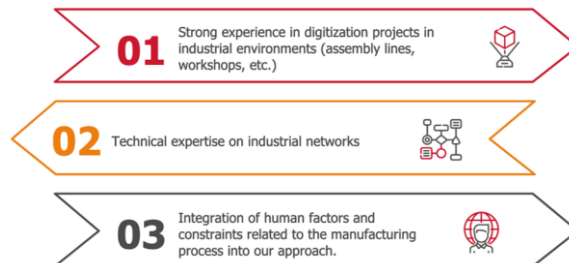 01
Strong experience in digitization projects in
industrial environments (assembly lines,
workshops, etc.)
02
Technical expertise on industrial networks
03
Integration of human factors and
constraints related to the manufacturing
process into our approach.